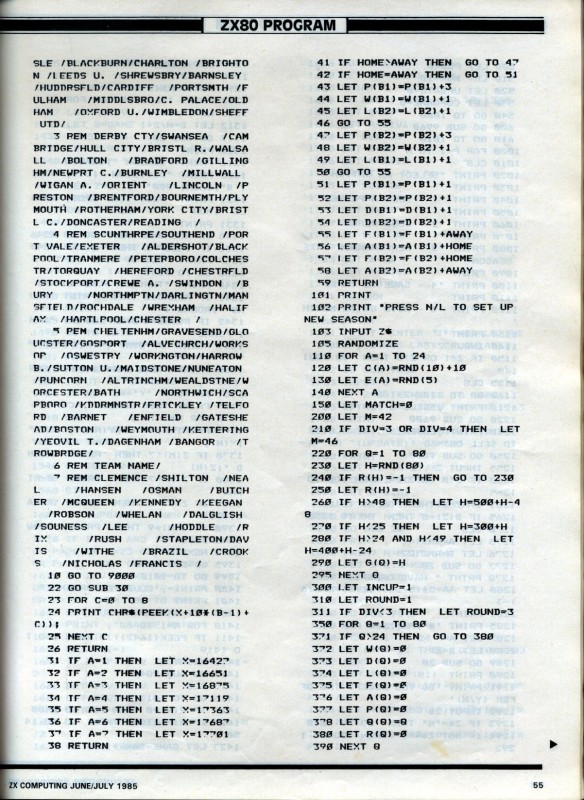 ZX80 PROGRAM
SLE /BLACKBURN/CHARLTON /BRIGHTO
N /LEEDS U. /SHREWSBRY/BARNSLEY
/HUDDRSFLD/CARDIFF /PORTSMTH /F
ULHAM /MIDDLSBRO/C. PALACE/OLD
HAM /OXFORD U./WIMBLEDON/SHEFF
UTD/
3 REM DERBY CTY/SWANSEA /CAM
BRIDGE/HULL CITY/BRISTL R./WALSA
LL /BOLTON /BRADFORD /GILLING
HM/NEWPRT C./BURNLEY /MILLWALL
/WIGAN A. /ORIENT /LINCOLN /P
RESTON /BRENTFORD/BOURNEMTH/PLY
MOUTH /ROTHERHAM/YORK CITY/BRIST
L C./DONCASTER/READING /
4 REM SCUNTHRPE/SOUTHEND /POR
T VALE/EXETER /ALDERSHOT/BLACK
POOL/TRANMERE /PETERBORO/COLCHES
TR/TORQUAY /HEREFORD /CHESTRFLD
/STOCKPORT/CREWE A. /SWINDON /B
URY /NORTHMPTN/DARLINGTN/MAN
SFIELD/ROCHDALE /WREXHAM /HALIF
AX /HARTLPOOL/CHESTER /
5 REM CHELTENHM/GRAVESEND/GLO
UCSTER/GOSPORT /ALVECHRCH/WORKS
OP /OSWESTRY /WORKNGTON/HARROW
B./SUTTON U./MAIDSTONE/NUNEATON
/RUNCORN /ALTRINCHM/WEALDSTNE/W
ORCESTER/BATH /NORTHWICH/SCA
RBORO /KDDRMNSTR/FRICKLEY /TELFO
RD /BARNET /ENFIELD /GATESHE
AD/BOSTON /WEYMOUTH /KETTERING
/YEOVIL T./DAGENHAM /BANGOR /T
ROWBRDGE/
6 REM TEAM NAME/
7 REM CLEMENCE /SHILTON /NEA
L /HANSEN /OSMAN /BUTCH
ER /MCQUEEN /KENNEDY /KEEGAN
/ROBSON /WHELAN /DALGLISH
/SOUNESS /LEE /HODDLE /R
IX /RUSH /STAPLETON/DAV
IS /WITHE /BRAZIL /CROOK
S /NICHOLAS /FRANCIS /
10 GO TO 9000
22 GO SUB 30
23 FOR C=0 TO 8
24 PRINT CHR$(PEEK(X+10*(B-1)+
C));
25 NEXT C
26 RETURN
31 IF A=1 THEN LET X=16427
32 IF A=2 THEN LET X=16651
33 IF A=3 THEN LET X=16875
34 IF A=4 THEN LET X=17119
35 IF A=5 THEN LET X=17363
36 IF A=6 THEN LET X=17687
37 IF A=7 THEN LET X=17701
38 RETURN
41 IF HOME>AWAY THEN GO TO 47
42 IF HOME=AWAY THEN GO TO 51
43 LET P(B1)=P(B1)+3
44 LET W(B1)=W(B1)+1
45 LET L(B2)=L(B2)+1
46 GO TO 55
47 LET P(B2)=P(B2)+3
48 LET W(B2)=W(B2)+1
49 LET L(B1)=L(B1)+1
50 GO TO 55
51 LET P(B1)=P(B1)+1
52 LET P(B2)=P(B2)+1
53 LET D(B1)=D(B1)+1
54 LET D(B2)=D(B2)+1
55 LET F(B1)=F(B1)+AWAY
56 LET A(B1)=A(B1)+HOME
57 LET F(B2)=F(B2)+HOME
58 LET A(B2)=A(B2)+AWAY
59 RETURN
101 PRINT
102 PRINT "PRESS N/L TO SET UP
NEW SEASON"
103 INPUT Z$
105 RANDOMIZE
110 FOR A=1 TO 24
120 LET C(A)=RND(10)+10
130 LET E(A)=RND(5)
140 NEXT A
150 LET MATCH=0
200 LET M=42
210 IF DIV=3 OR DIV=4 THEN LET
M=46
220 FOR Q=1 TO 80
230 LET H=RND(80)
240 IF R(H)=-1 THEN GO TO 230
250 LET R(H)=-1
260 IF H>48 THEN LET H=500+H-4
8
270 IF H<25 THEN LET H=300+H
280 IF H>24 AND H<49 THEN LET
H=400+H-24
290 LET G(Q)=H
295 NEXT Q
300 LET INCUP=1
310 LET ROUND=1
311 IF DIV<3 THEN LET ROUND=3
350 FOR Q=1 TO 80
371 IF Q>24 THEN GO TO 380
372 LET W(Q)=0
373 LET D(Q)=0
374 LET L(Q)=0
375 LET F(Q)=0
376 LET A(Q)=0
377 LET P(Q)=0
378 LET Q(Q)=Q
380 LET R(Q)=0
390 NEXT Q
ZX COMPUTING JUNE/JULY 1985
55